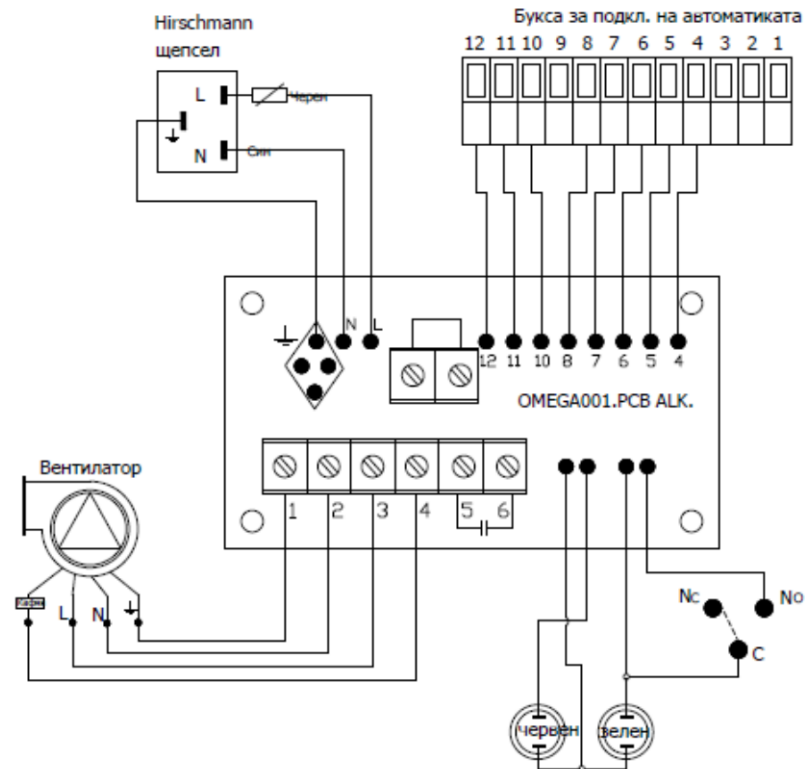 Hirschmann
щепсел
Букса за подкл. на автоматиката
12 11 10 9 8 7 6 5 4 3 2 1
L
Черен
N
Син
N L
12 11 10 8 7 6 5 4
OMEGA001.PCB ALK.
Вентилатор
1 2 3 4 5 6
L N
Nc No
C
червен зелен